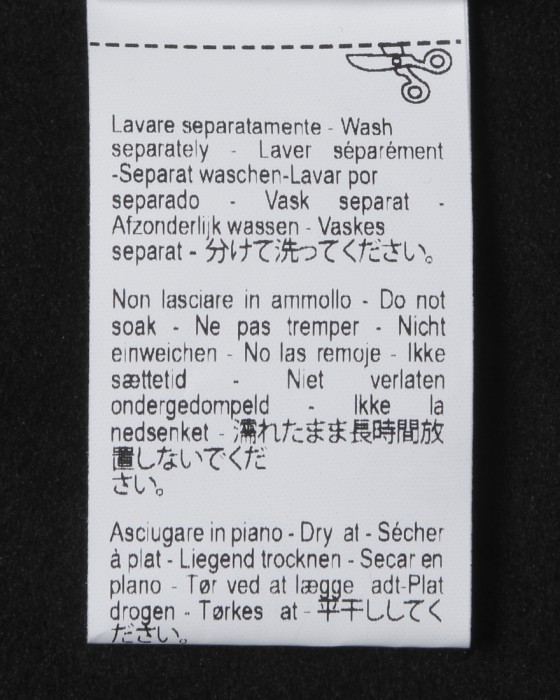 Lavare separatamente - Wash
separately - Laver séparément
-Separat waschen-Lavar por
separado - Vask separat -
Afzonderlijk wassen - Vaskes
separat - 分けて洗ってください。
Non lasciare in ammollo - Do not
soak - Ne pas tremper - Nicht
einweichen - No las remoje - Ikke
sættetid - Niet verlaten
ondergedompeld - Ikke la
nedsenket - 濡れたまま長時間放
置しないでくだ
さい。
Asciugare in piano - Dry at - Sécher
à plat - Liegend trocknen - Secar en
plano - Tør ved at lægge adt-Plat
drogen - Tørkes at - 平干ししてく
ださい。